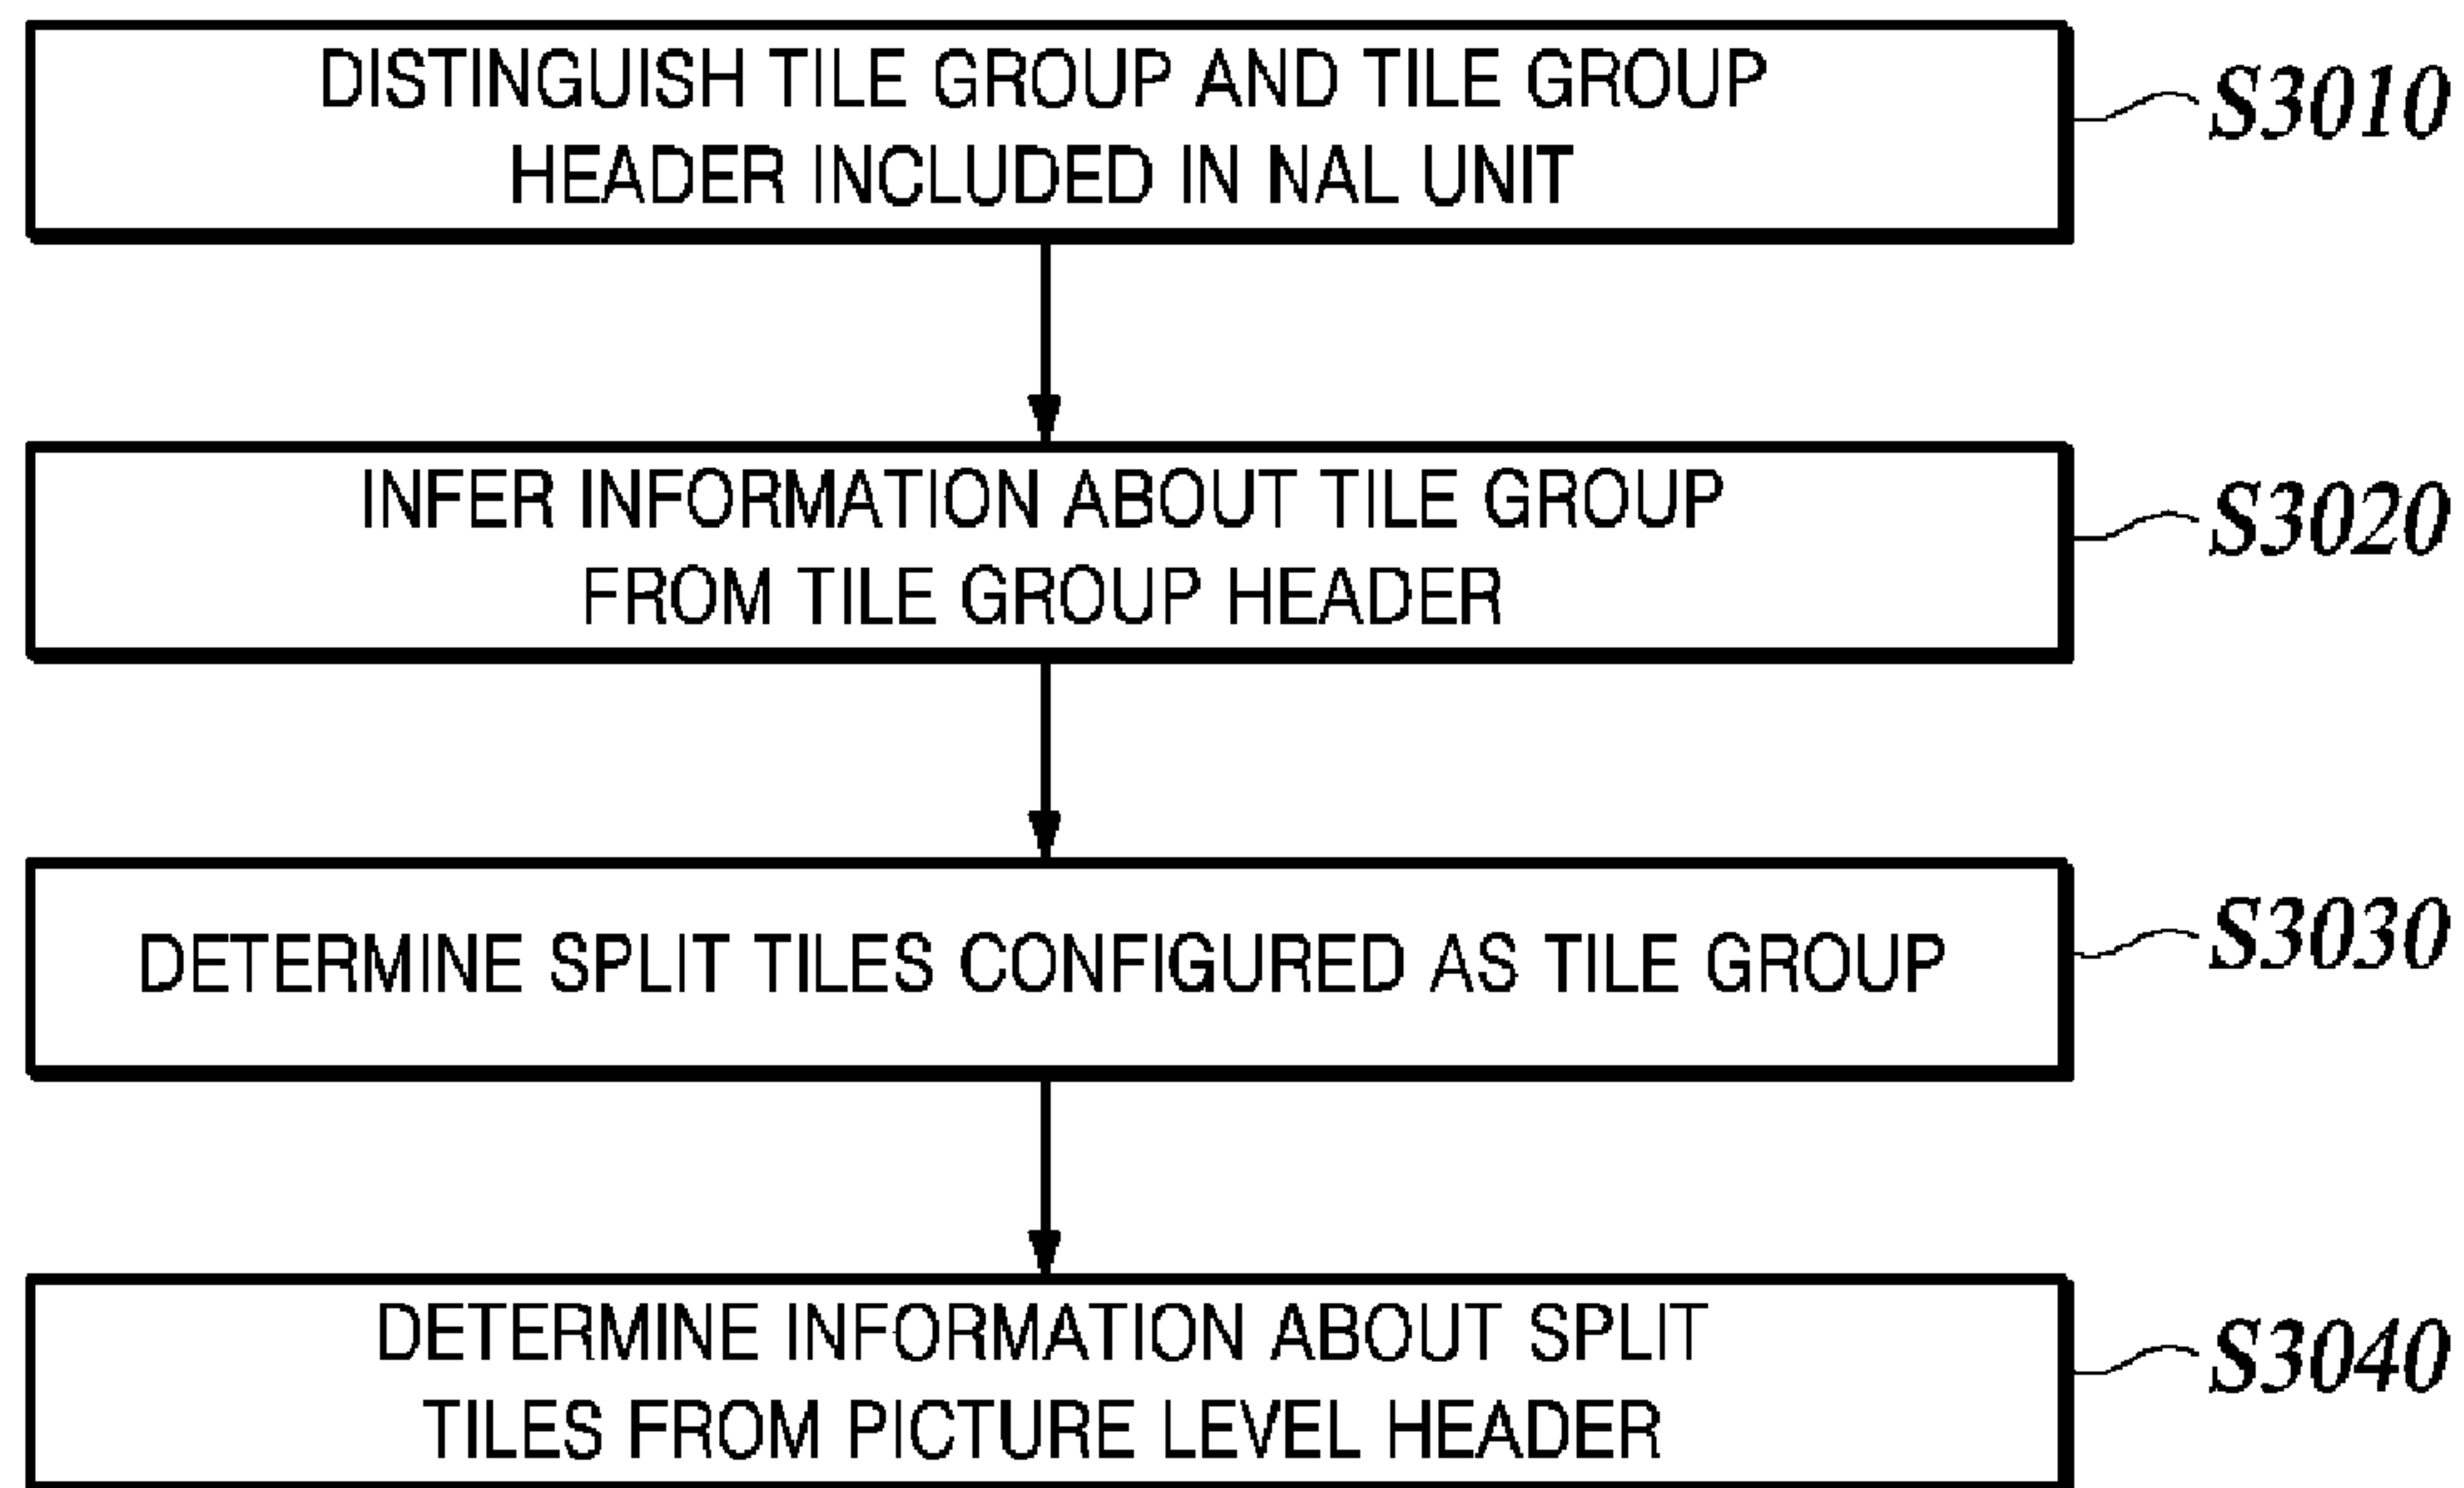 DISTINGUISH TILE GROUP AND TILE GROUP
HEADER INCLUDED IN NAL UNIT
S3010
INFER INFORMATION ABOUT TILE GROUP
FROM TILE GROUP HEADER
S3020
DETERMINE SPLIT TILES CONFIGURED AS TILE GROUP
S3030
DETERMINE INFORMATION ABOUT SPLIT
TILES FROM PICTURE LEVEL HEADER
S3040